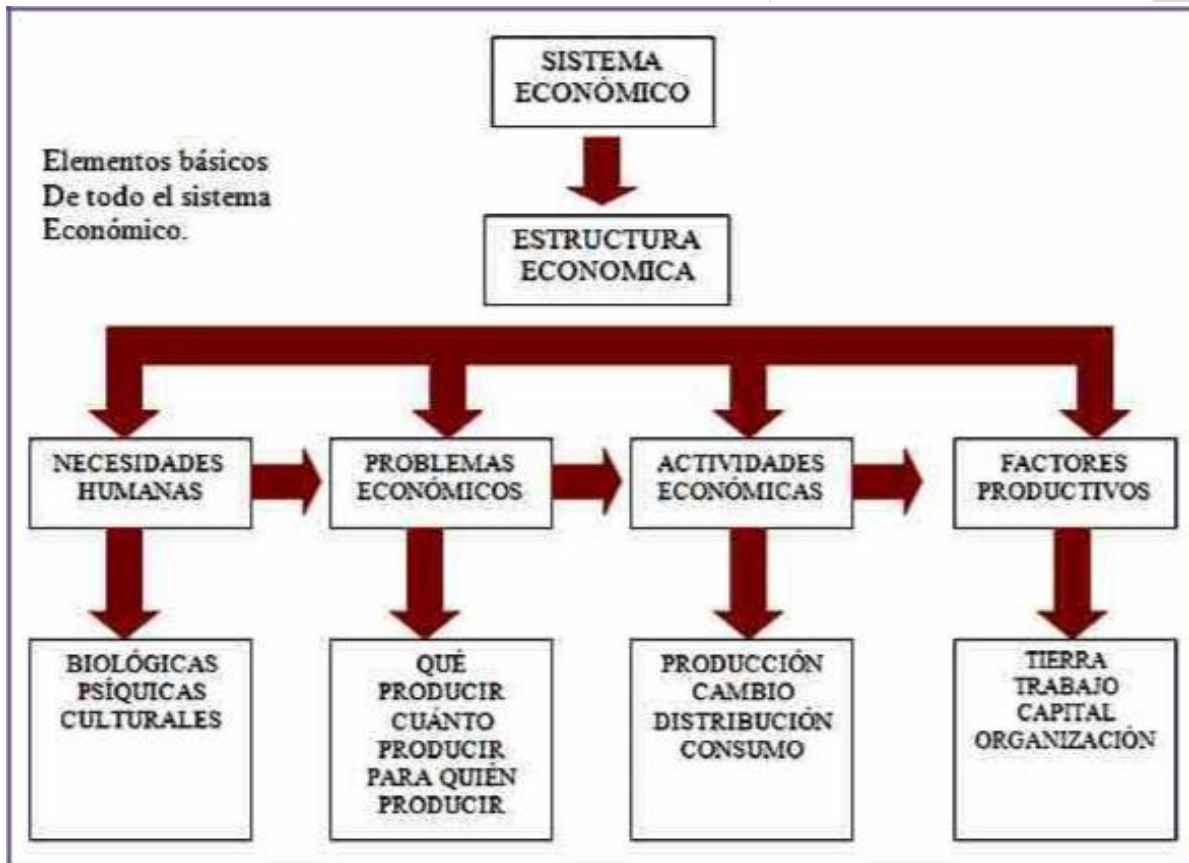 SISTEMA
ECONÓMICO
Elementos básicos
De todo el sistema
Económico.
ESTRUCTURA
ECONOMICA
NECESIDADES
HUMANAS
PROBLEMAS
ECONÓMICOS
ACTIVIDADES
ECONÓMICAS
FACTORES
PRODUCTIVOS
BIOLÓGICAS
PSÍQUICAS
CULTURALES
QUÉ
PRODUCIR
CUÁNTO
PRODUCIR
PARA QUIÉN
PRODUCIR
PRODUCCIÓN
CAMBIO
DISTRIBUCIÓN
CONSUMO
TIERRA
TRABAJO
CAPITAL
ORGANIZACIÓN